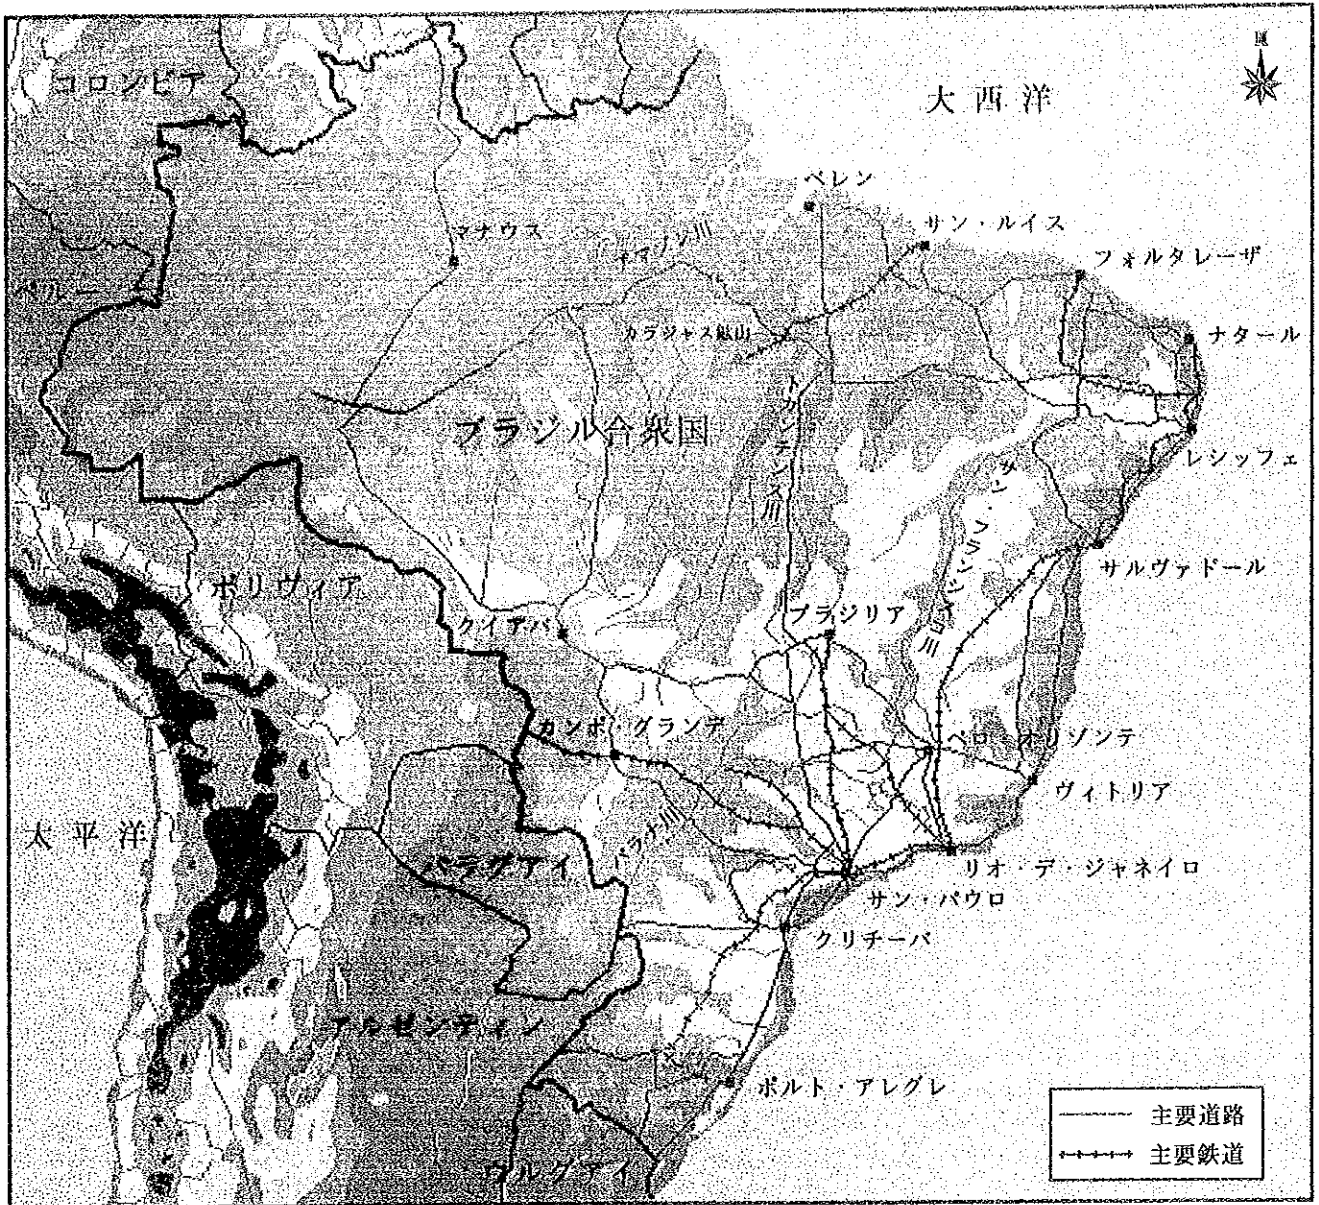 コロンビア
大西洋
ベレン
サン・ルイス
マナウス
アマゾン川
フォルタレーザ
ペルー
カラジャス鉱山
ナタール
トカンチンス川
ブラジル合衆国
レシッフェ
サン・フランシスコ川
サルヴァドール
ボリヴィア
ブラジリア
クイアバ
カンポ・グランデ
ベロ・オリゾンテ
ヴィトリア
太平洋
パラナ川
パラグアイ
リオ・デ・ジャネイロ
サン・パウロ
クリチーバ
アルゼンティン
ポルト・アレグレ
主要道路
主要鉄道
ウルグアイ